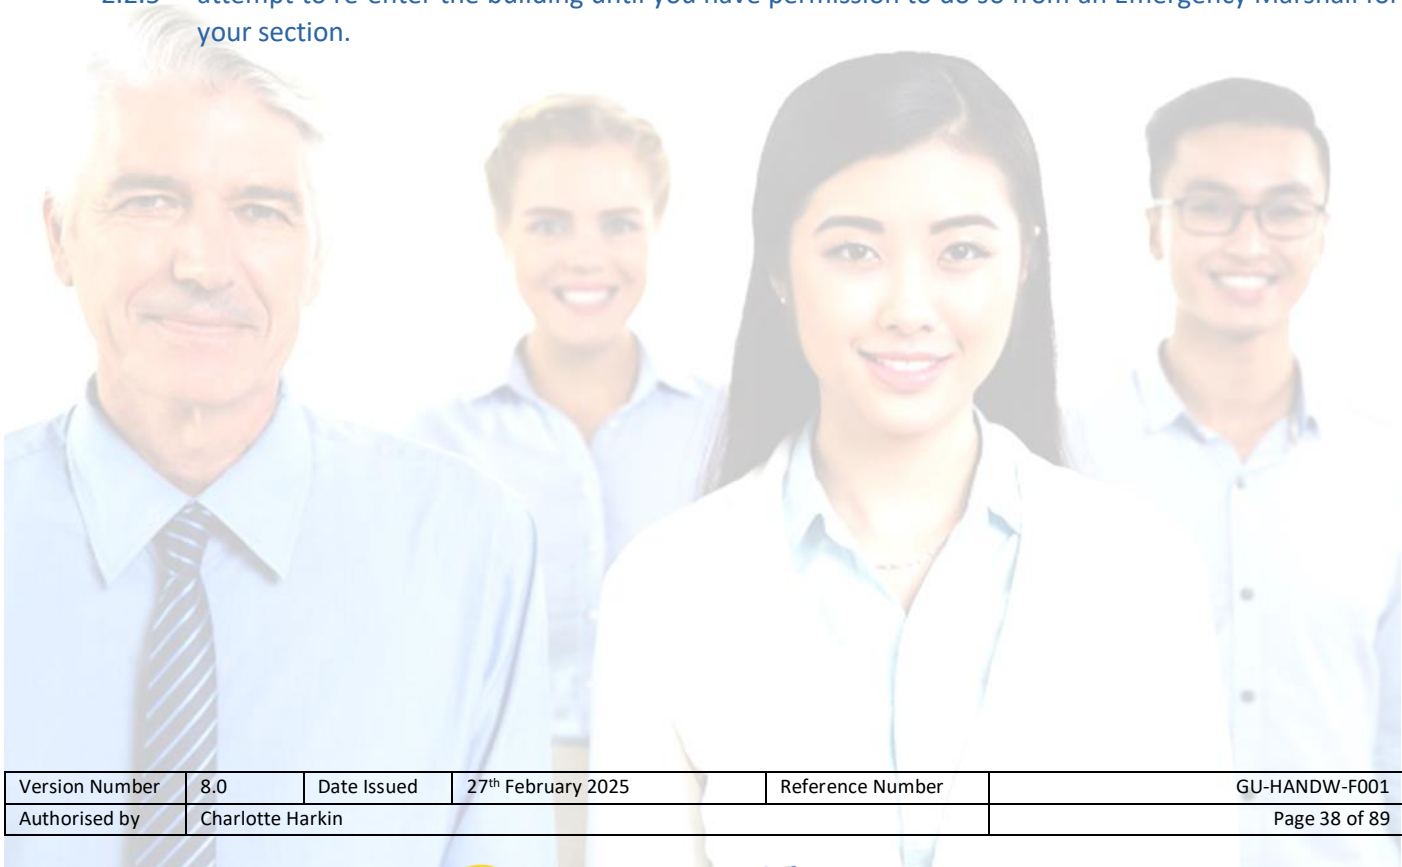 2.2.3 attempt to re-enter the building until you have permission to do so from an Emergency Marshall for
your section.
Version Number 8.0 Date Issued 27th February 2025 Reference Number GU-HANDW-F001
Authorised by Charlotte Harkin Page 38 of 89